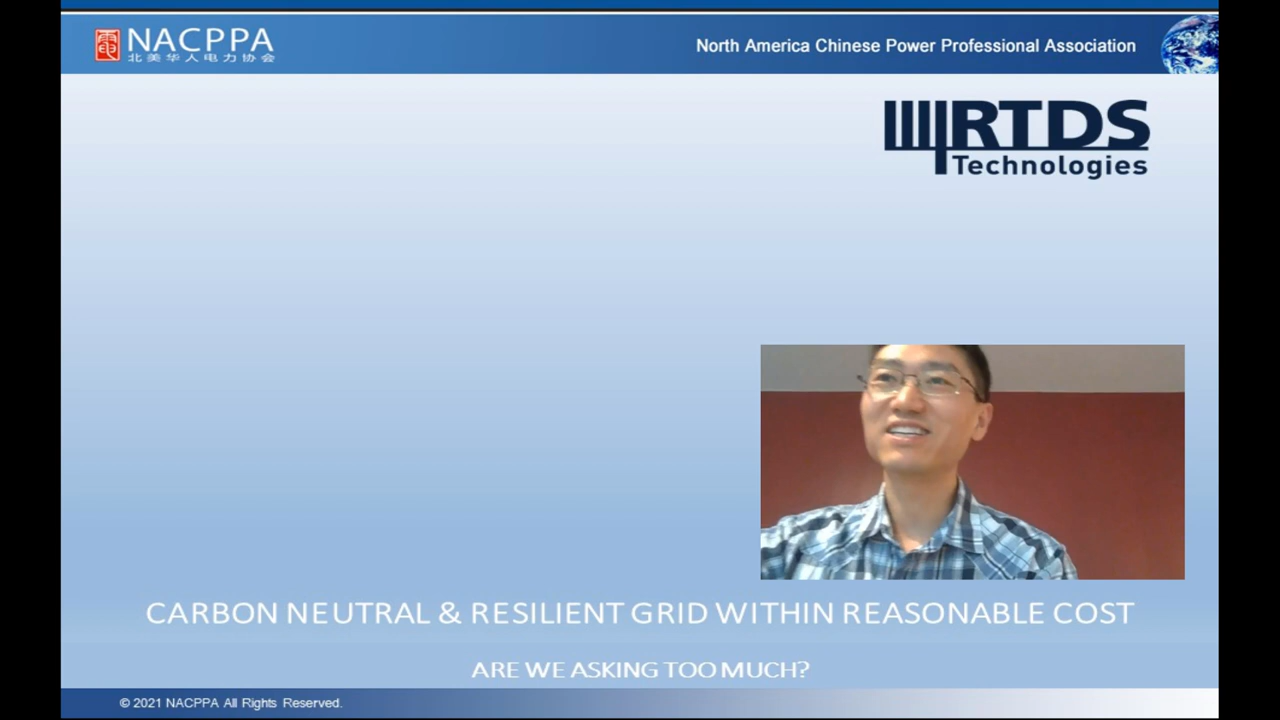 NACPPA
北美华人电力协会
North America Chinese Power Professional Association
RTDS
Technologies
CARBON NEUTRAL & RESILIENT GRID WITHIN REASONABLE COST
ARE WE ASKING TOO MUCH?
© 2021 NACPPA All Rights Reserved.